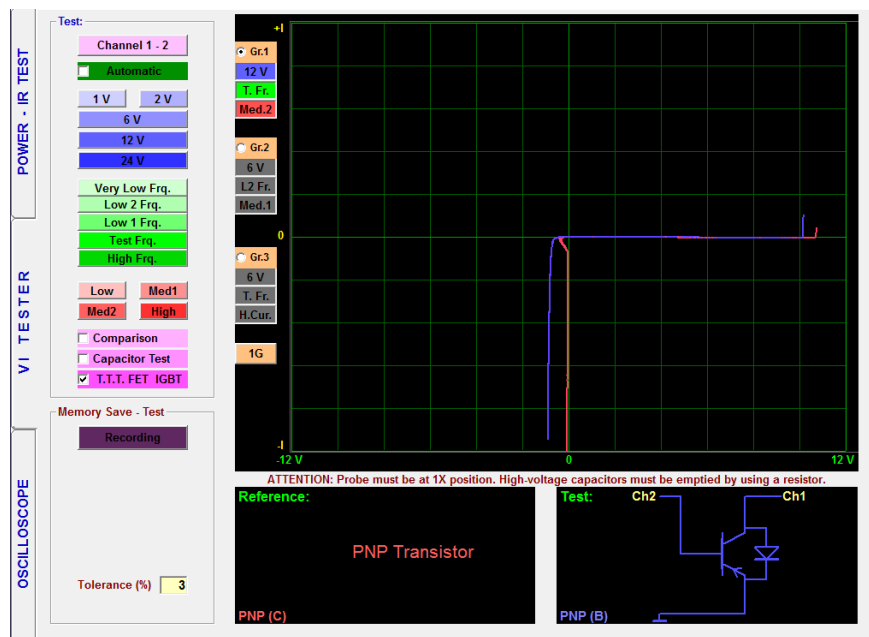 POWER - IR TEST
VI TESTER
OSCILLOSCOPE
Test:
Channel 1 - 2
Automatic
1 V
2 V
6 V
12 V
24 V
Very Low Frq.
Low 2 Frq.
Low 1 Frq.
Test Frq.
High Frq.
Low
Med1
Med2
High
Comparison
Capacitor Test
T.T.T. FET IGBT
Memory Save - Test
Recording
Tolerance (%) 3
Gr.1
12 V
T. Fr.
Med.2
Gr.2
6 V
L2 Fr.
Med.1
Gr.3
6 V
T. Fr.
H.Cur.
1G
+I
0
-I
-12 V 0 12 V
ATTENTION: Probe must be at 1X position. High-voltage capacitors must be emptied by using a resistor.
Reference:
PNP Transistor
PNP (C)
Test:
Ch2
Ch1
PNP (B)